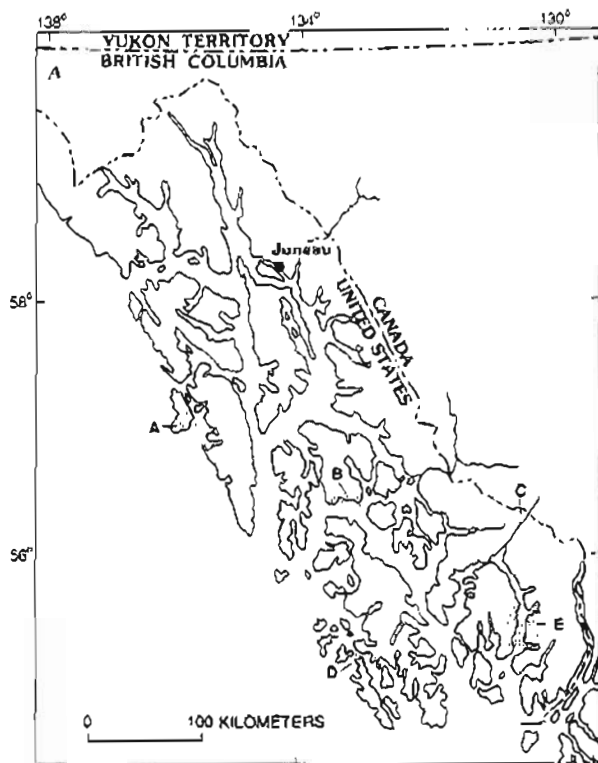 138° 134° 130°
YUKON TERRITORY
BRITISH COLUMBIA
A
Juneau
58°
CANADA
UNITED STATES
A
B
C
56°
E
D
0 100 KILOMETERS